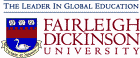 THE LEADER IN GLOBAL EDUCATION
FAIRLEIGH
DICKINSON
UNIVERSITY